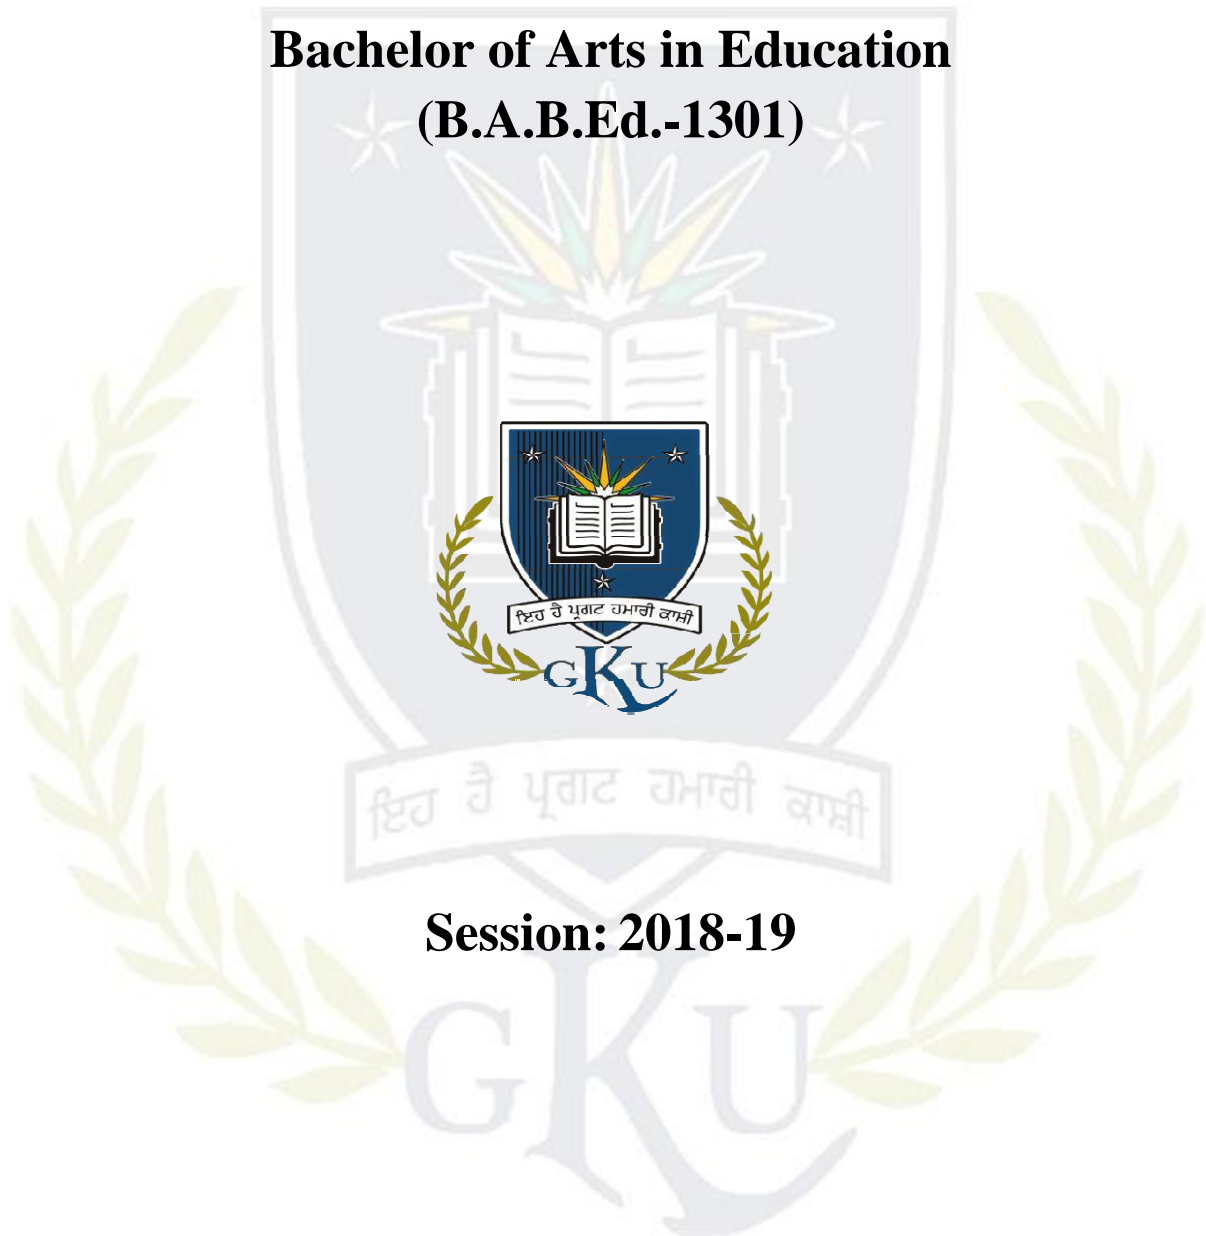 Bachelor of Arts in Education
(B.A.B.Ed.-1301)
ਇਹ ਹੈ ਪ੍ਰਗਟ ਹਮਾਰੀ ਕਾਸ਼ੀ
GKU
ਇਹ ਹੈ ਪ੍ਰਗਟ ਹਮਾਰੀ ਕਾਸ਼ੀ
Session: 2018-19
GKU